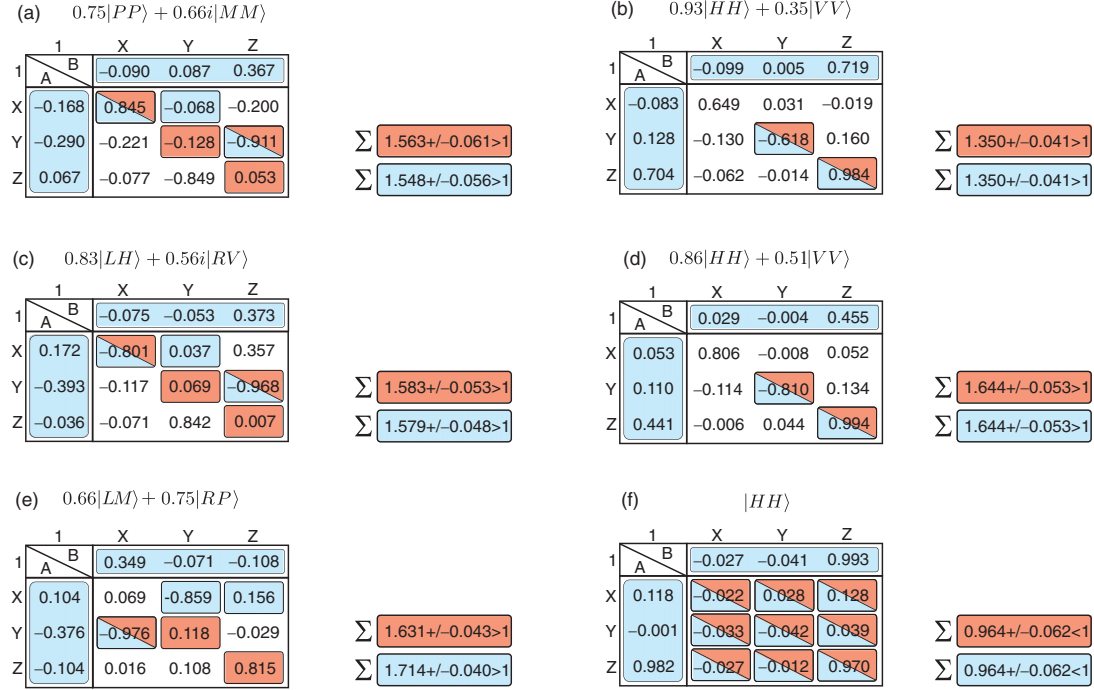 (a) 0.75|PP⟩ + 0.66i|MM⟩
1 X Y Z
1 A B −0.090 0.087 0.367
X −0.168 0.845 −0.068 −0.200
Y −0.290 −0.221 −0.128 −0.911
Z 0.067 −0.077 −0.849 0.053
∑ 1.563+/−0.061>1
∑ 1.548+/−0.056>1
(b) 0.93|HH⟩ + 0.35|VV⟩
1 X Y Z
1 A B −0.099 0.005 0.719
X −0.083 0.649 0.031 −0.019
Y 0.128 −0.130 −0.618 0.160
Z 0.704 −0.062 −0.014 0.984
∑ 1.350+/−0.041>1
∑ 1.350+/−0.041>1
(c) 0.83|LH⟩ + 0.56i|RV⟩
1 X Y Z
1 A B −0.075 −0.053 0.373
X 0.172 −0.801 0.037 0.357
Y −0.393 −0.117 0.069 −0.968
Z −0.036 −0.071 0.842 0.007
∑ 1.583+/−0.053>1
∑ 1.579+/−0.048>1
(d) 0.86|HH⟩ + 0.51|VV⟩
1 X Y Z
1 A B 0.029 −0.004 0.455
X 0.053 0.806 −0.008 0.052
Y 0.110 −0.114 −0.810 0.134
Z 0.441 −0.006 0.044 0.994
∑ 1.644+/−0.053>1
∑ 1.644+/−0.053>1
(e) 0.66|LM⟩ + 0.75|RP⟩
1 X Y Z
1 A B 0.349 −0.071 −0.108
X 0.104 0.069 -0.859 0.156
Y −0.376 −0.976 0.118 −0.029
Z −0.104 0.016 0.108 0.815
∑ 1.631+/−0.043>1
∑ 1.714+/−0.040>1
(f) |HH⟩
1 X Y Z
1 A B −0.027 −0.041 0.993
X 0.118 −0.022 0.028 0.128
Y −0.001 −0.033 −0.042 0.039
Z 0.982 −0.027 −0.012 0.970
∑ 0.964+/−0.062<1
∑ 0.964+/−0.062<1